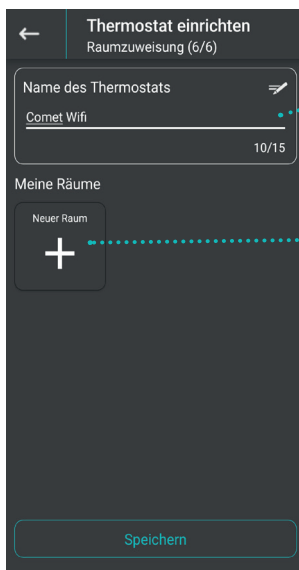 Thermostat einrichten
Raumzuweisung (6/6)
Name des Thermostats
Comet Wifi
10/15
Meine Räume
Neuer Raum
Speichern